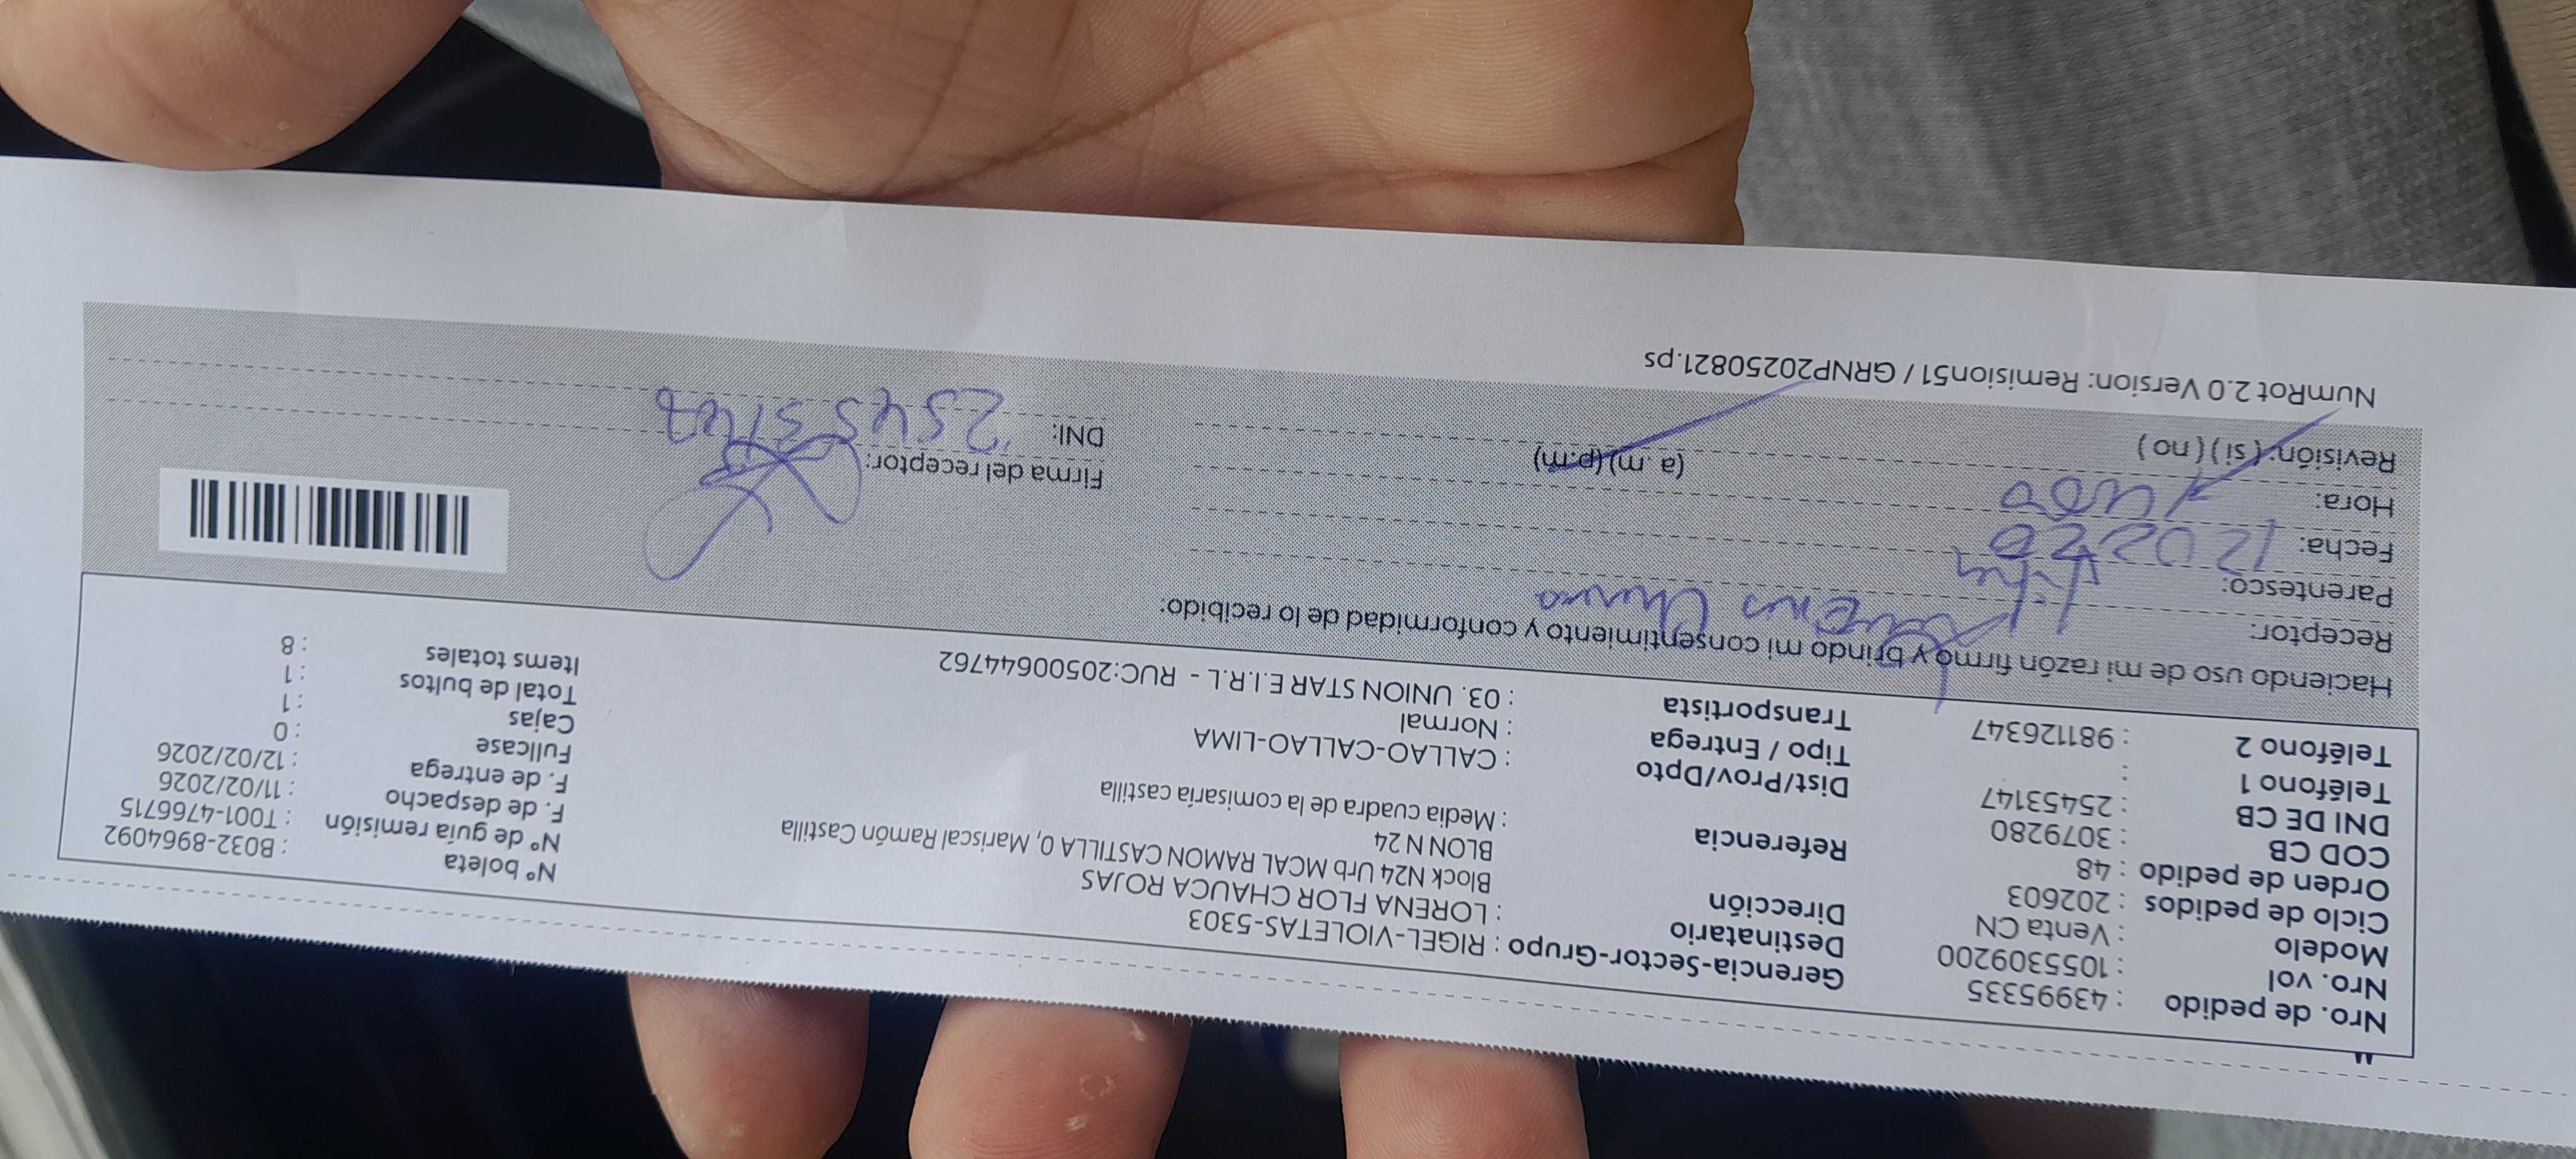 Nro. de pedido : 43995335
Nro. vol : 1055309200
Modelo : Venta CN
Ciclo de pedidos : 202603
Orden de pedido : 48
COD CB : 3079280
DNI DE CB : 25453147
Teléfono 1 :
Teléfono 2 : 981126347
Gerencia-Sector-Grupo : RIGEL-VIOLETAS-5303
Destinatario : LORENA FLOR CHAUCA ROJAS
Dirección Block N24 Urb MCAL RAMON CASTILLA 0, Mariscal Ramón Castilla
BLON N 24
Referencia : Media cuadra de la comisaría castilla
Dist/Prov/Dpto : CALLAO-CALLAO-LIMA
Tipo / Entrega : Normal
Transportista : 03. UNION STAR E.I.R.L - RUC:20500644762
N° boleta : B032-8964092
N° de guía remisión : T001-4766715
F. de despacho : 11/02/2026
F. de entrega : 12/02/2026
Fullcase : 0
Cajas : 1
Total de bultos : 1
Items totales : 8
Haciendo uso de mi razón firmo y brindo mi consentimiento y conformidad de lo recibido:
Receptor:
Parentesco:
Fecha: 12 02 26
Hora: 1400 (a. m) (p.m)
Revisión: ( si ) ( no )
Firma del receptor:
DNI:
NumRot 2.0 Version: Remision51 / GRNP20250821.ps